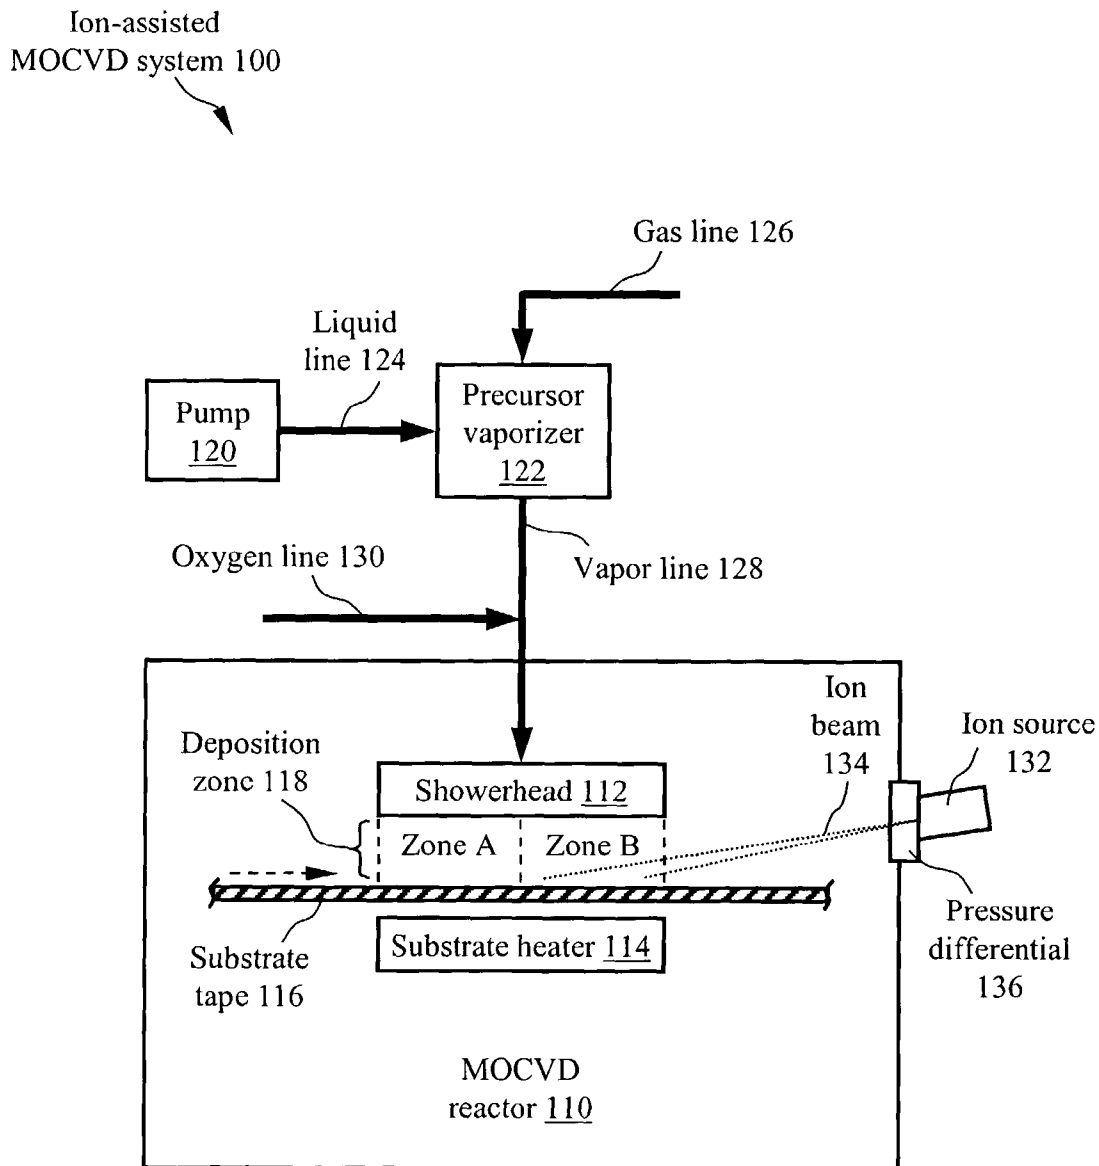 Ion-assisted
MOCVD system 100
Gas line 126
Liquid
line 124
Pump
120
Precursor
vaporizer
122
Oxygen line 130
Vapor line 128
Ion
beam
134
Ion source
132
Deposition
zone 118
Showerhead 112
Zone A
Zone B
Substrate
tape 116
Substrate heater 114
Pressure
differential
136
MOCVD
reactor 110